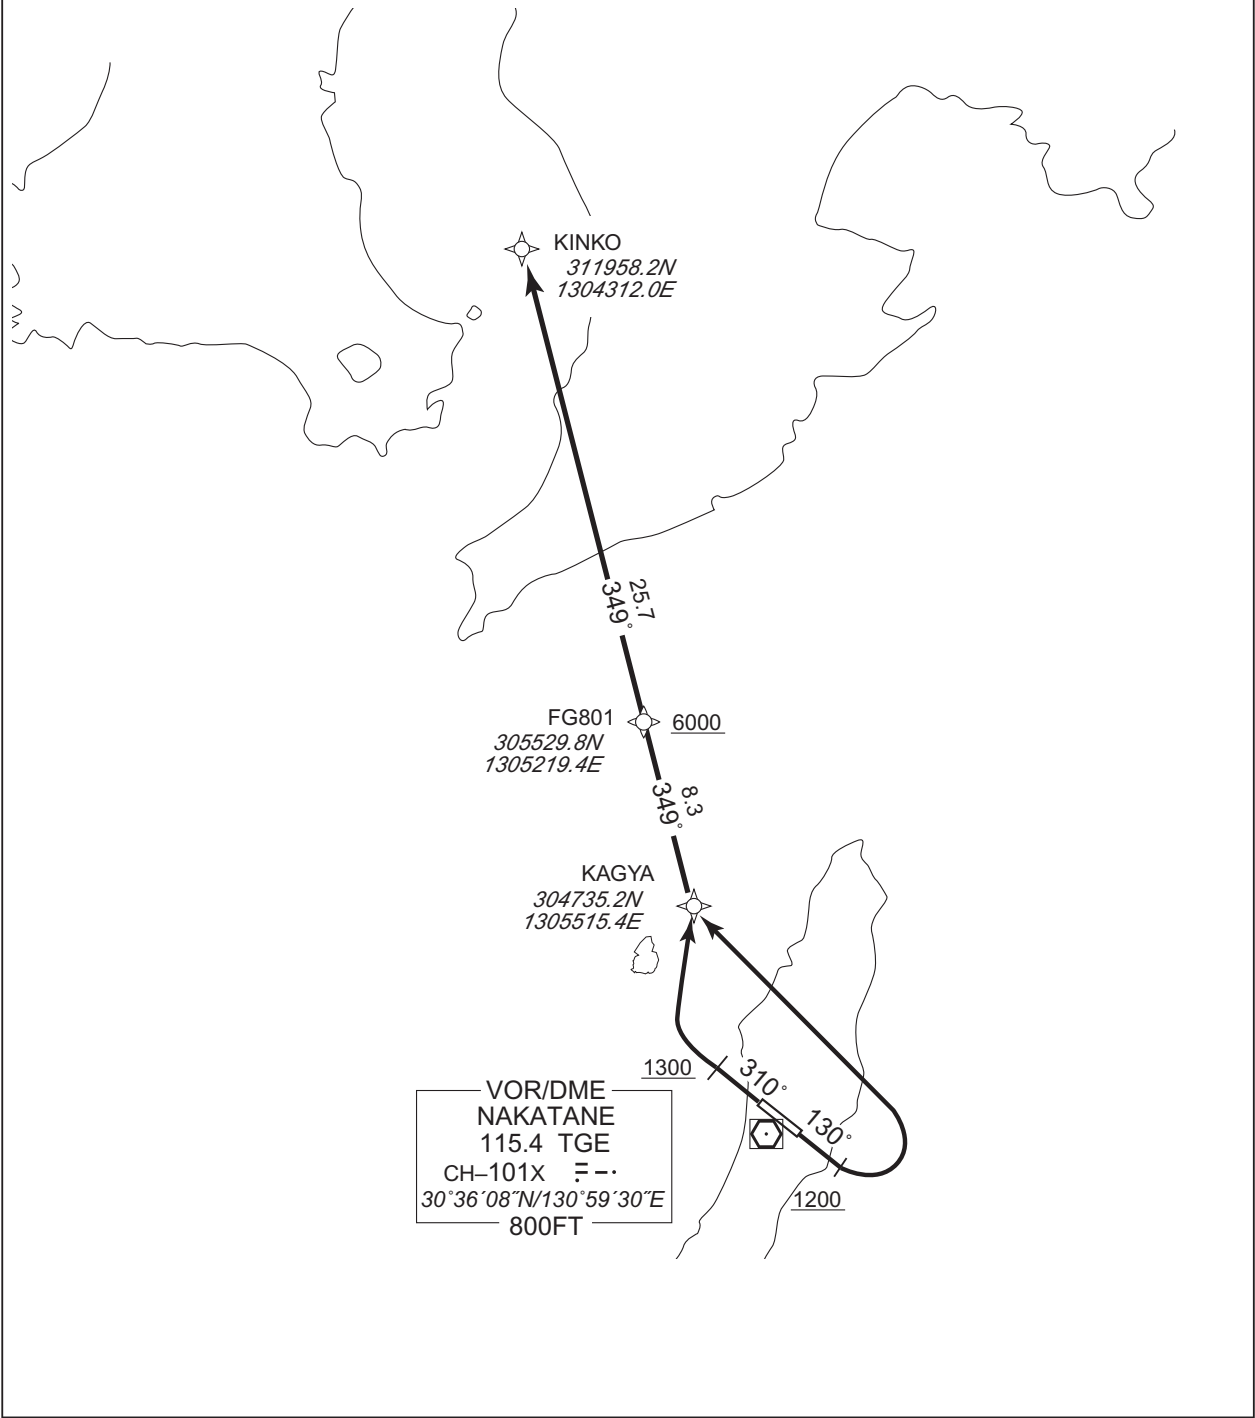 KINKO
311958.2N
1304312.0E
25.7
349°
FG801
305529.8N
1305219.4E
6000
8.3
349°
KAGYA
304735.2N
1305515.4E
1300
310°
130°
1200
VOR/DME
NAKATANE
115.4 TGE
CH–101X
30°36´08˝N/130°59´30˝E
800FT